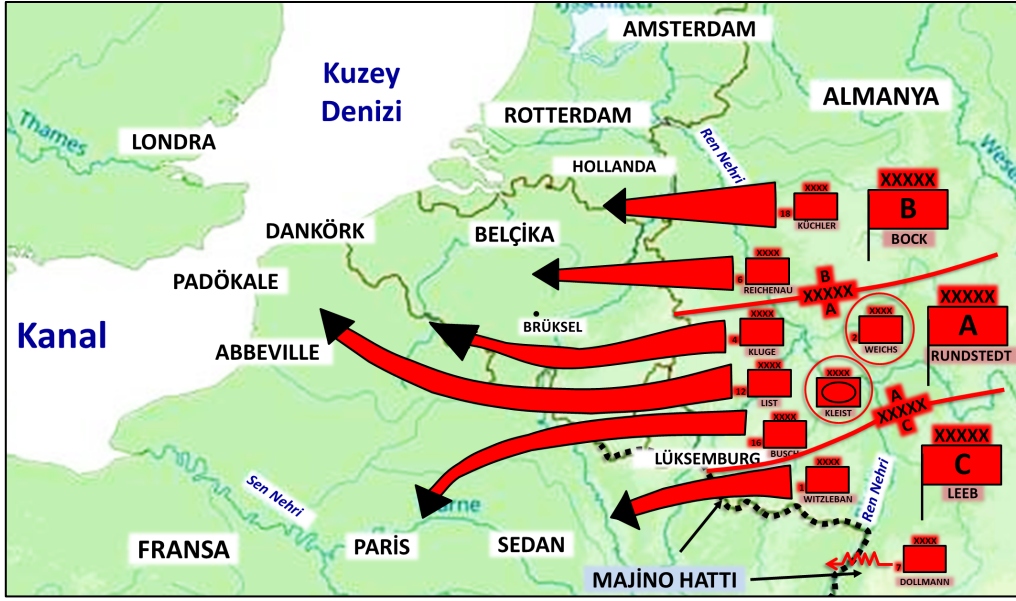 AMSTERDAM
Kuzey
Denizi
ALMANYA
Thames
LONDRA
ROTTERDAM
Ren Nehri
HOLLANDA
XXXX
18
KÜCHLER
XXXXX
B
BOCK
DANKÖRK
BELÇİKA
XXXX
6
REICHENAU
B
XXXXX
A
PADÖKALE
Kanal
BRÜKSEL
ABBEVILLE
XXXX
4
KLUGE
XXXX
2
WEICHS
XXXXX
A
RUNDSTEDT
XXXX
12
LIST
XXXX
KLEIST
A
XXXXX
C
XXXX
16
BUSCH
LÜKSEMBURG
XXXX
1
WITZLEBAN
XXXXX
C
LEEB
Sen Nehri
Ren Nehri
FRANSA
PARİS
SEDAN
MAJİNO HATTI
XXXX
7
DOLLMANN